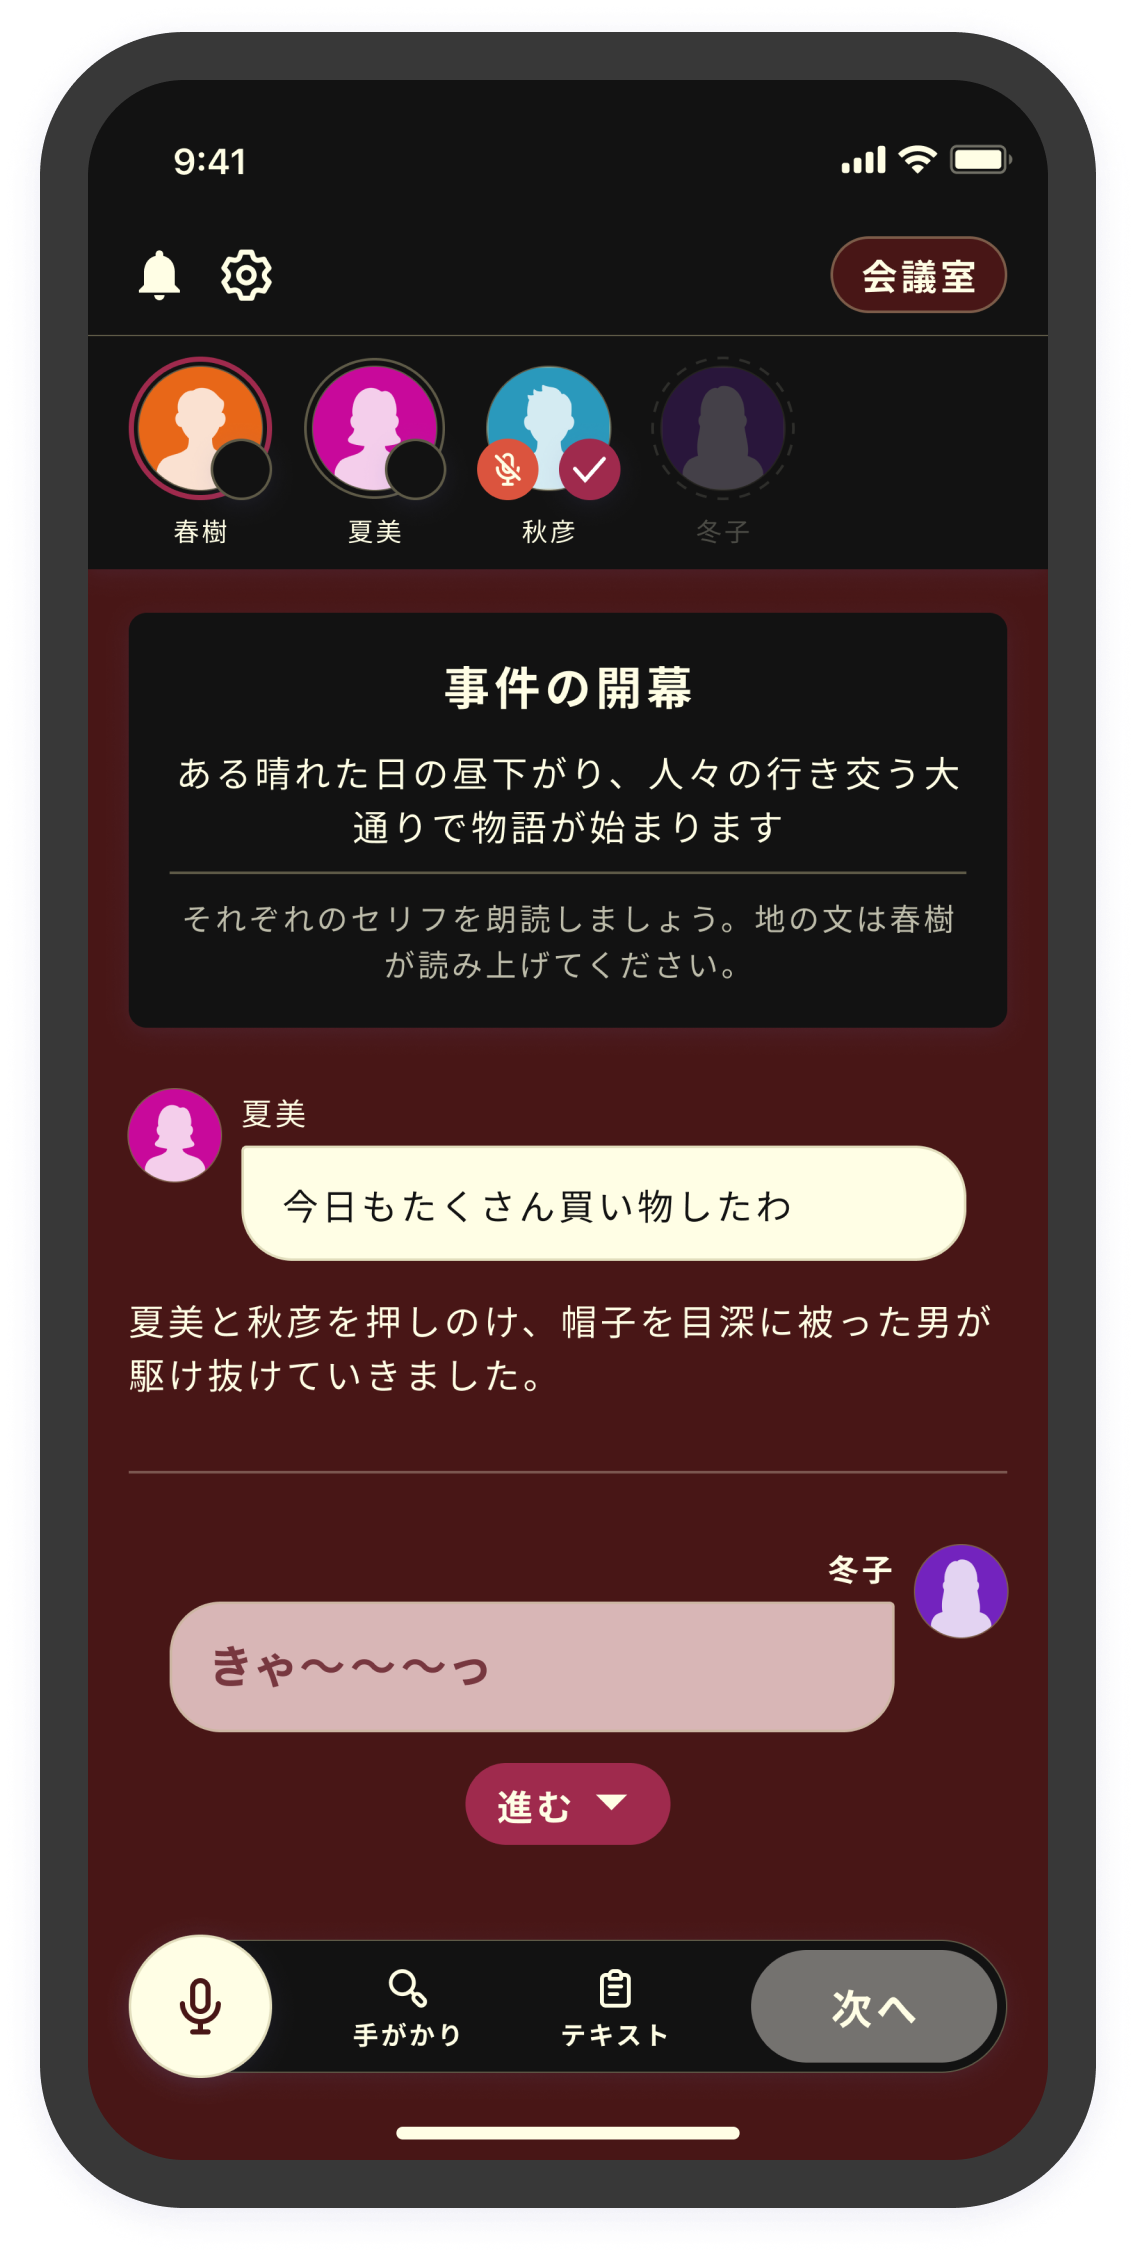 9:41
会議室
春樹
夏美
秋彦
冬子
事件の開幕
ある晴れた日の昼下がり、人々の行き交う大
通りで物語が始まります
それぞれのセリフを朗読しましょう。地の文は春樹
が読み上げてください。
夏美
今日もたくさん買い物したわ
夏美と秋彦を押しのけ、帽子を目深に被った男が
駆け抜けていきました。
冬子
きゃ〜〜〜っ
進む
手がかり
テキスト
次へ